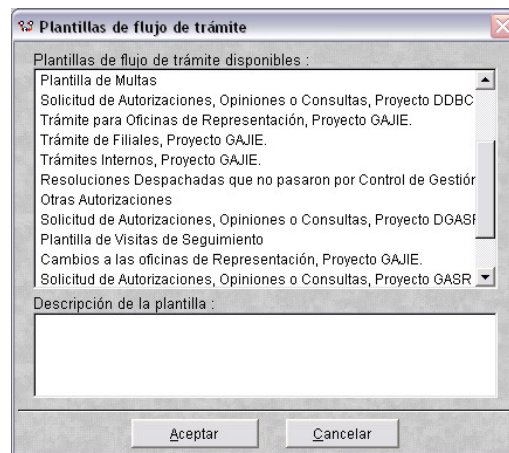 Plantillas de flujo de trámite
Plantillas de flujo de trámite disponibles :
Plantilla de Multas
Solicitud de Autorizaciones, Opiniones o Consultas, Proyecto DDBC
Trámite para Oficinas de Representación, Proyecto GAJIE.
Trámite de Filiales, Proyecto GAJIE.
Trámites Internos, Proyecto GAJIE.
Resoluciones Despachadas que no pasaron por Control de Gestión
Otras Autorizaciones
Solicitud de Autorizaciones, Opiniones o Consultas, Proyecto DGASF
Plantilla de Visitas de Seguimiento
Cambios a las oficinas de Representación, Proyecto GAJIE.
Solicitud de Autorizaciones, Opiniones o Consultas, Proyecto GASR
Descripción de la plantilla :
Aceptar Cancelar